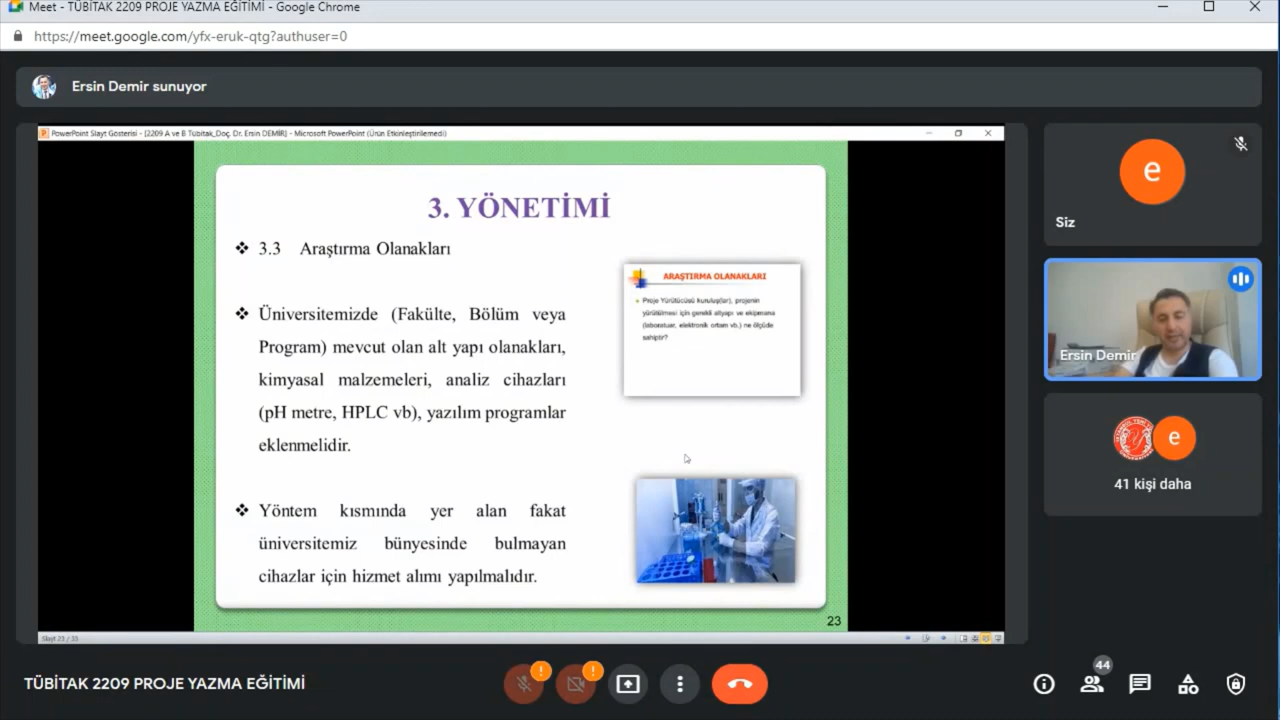 Meet - TÜBİTAK 2209 PROJE YAZMA EĞİTİMİ - Google Chrome
https://meet.google.com/yfx-eruk-qtg?authuser=0
Ersin Demir sunuyor
PowerPoint Slayt Gösterisi - [2209 A ve B Tubitak_Doç. Dr. Ersin DEMİR] - Microsoft PowerPoint (Ürün Etkinleştirilemedi)
3. YÖNETİMİ
❖ 3.3 Araştırma Olanakları
❖ Üniversitemizde (Fakülte, Bölüm veya
Program) mevcut olan alt yapı olanakları,
kimyasal malzemeleri, analiz cihazları
(pH metre, HPLC vb), yazılım programlar
eklenmelidir.
❖ Yöntem kısmında yer alan fakat
üniversitemiz bünyesinde bulmayan
cihazlar için hizmet alımı yapılmalıdır.
ARAŞTIRMA OLANAKLARI
Proje Yürütücüsü kuruluş(lar), projenin
yürütülmesi için gerekli altyapı ve ekipmana
(laboratuar, elektronik ortam vb.) ne ölçüde
sahiptir?
23
Slayt 23 / 33
e
Siz
Ersin Demir
e
41 kişi daha
TÜBİTAK 2209 PROJE YAZMA EĞİTİMİ
44